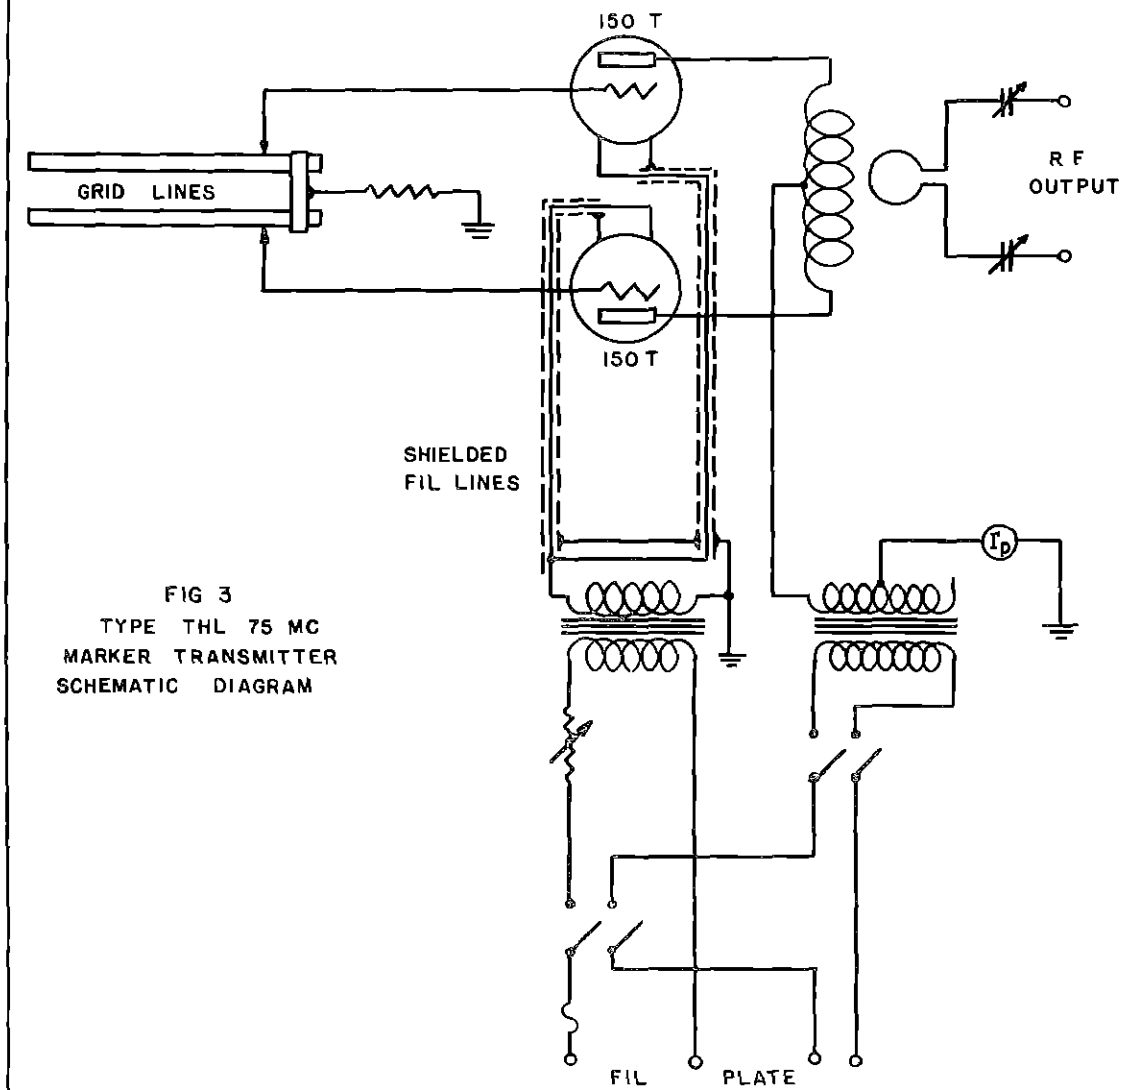 150 T
GRID LINES
R F
OUTPUT
150 T
SHIELDED
FIL LINES
Ip
FIG 3
TYPE THL 75 MC
MARKER TRANSMITTER
SCHEMATIC DIAGRAM
FIL PLATE